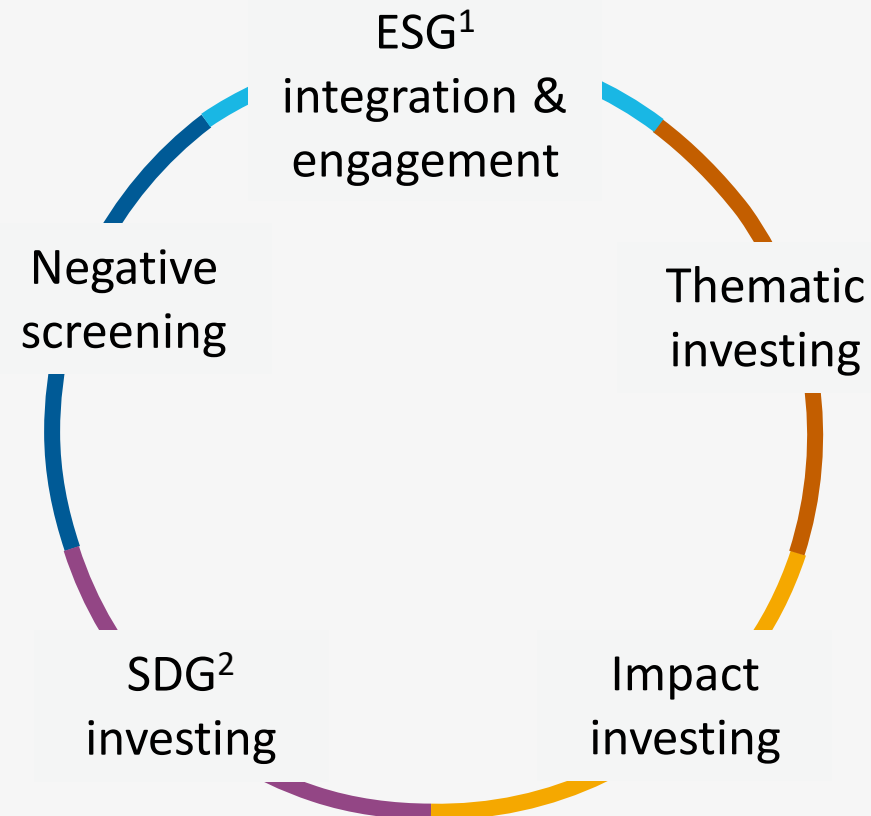 ESG¹
integration &
engagement
Thematic
investing
Impact
investing
SDG²
investing
Negative
screening